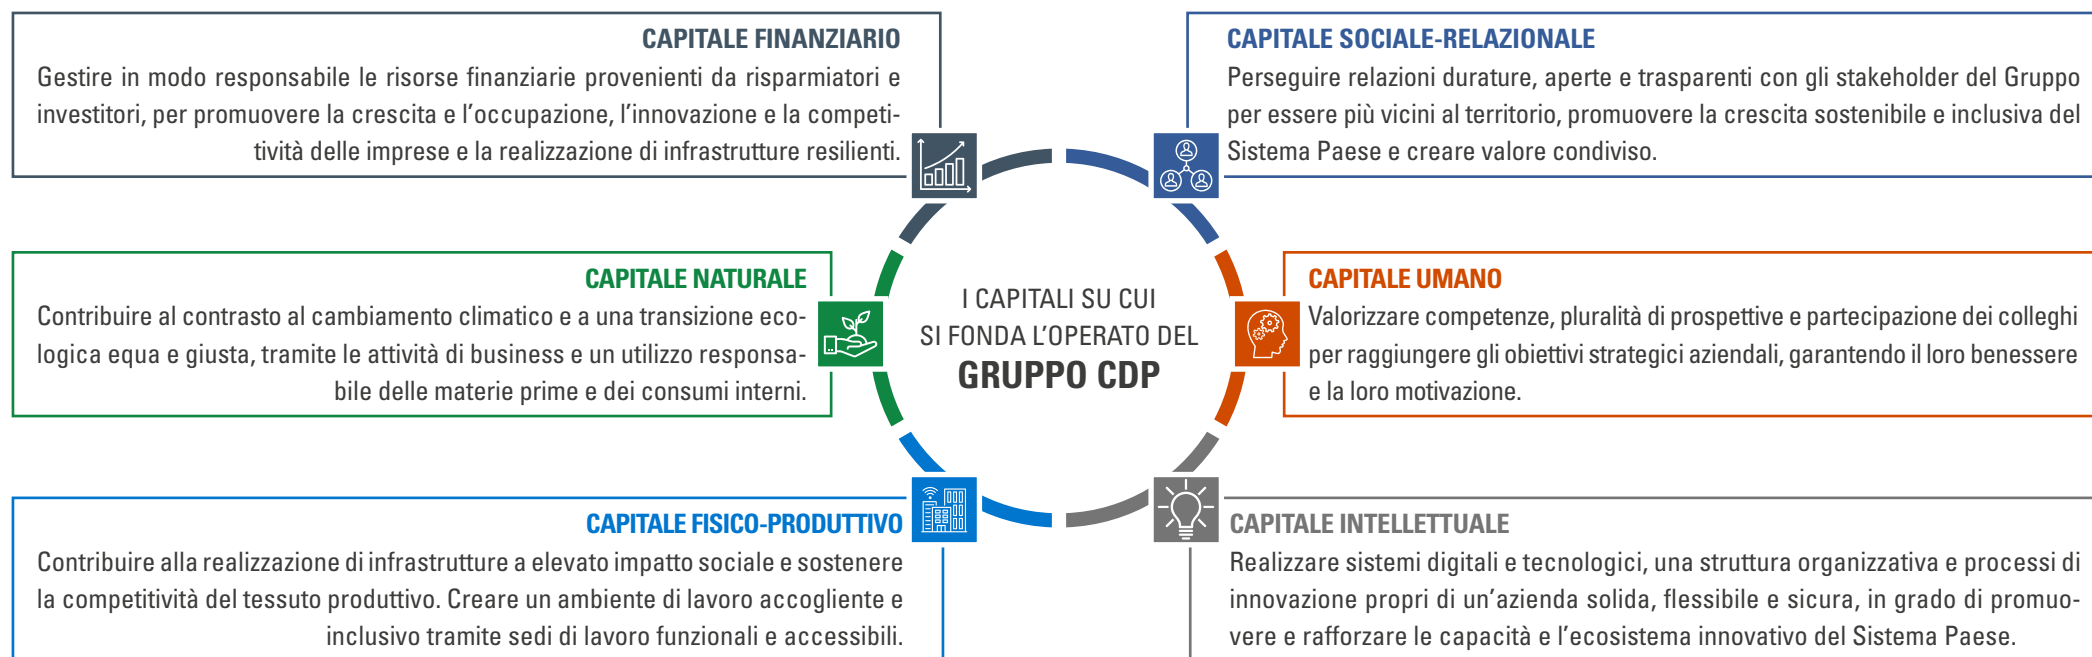 CAPITALE FINANZIARIO
Gestire in modo responsabile le risorse finanziarie provenienti da risparmiatori e
investitori, per promuovere la crescita e l'occupazione, l'innovazione e la competi-
tività delle imprese e la realizzazione di infrastrutture resilienti.
CAPITALE SOCIALE-RELAZIONALE
Perseguire relazioni durature, aperte e trasparenti con gli stakeholder del Gruppo
per essere più vicini al territorio, promuovere la crescita sostenibile e inclusiva del
Sistema Paese e creare valore condiviso.
CAPITALE NATURALE
Contribuire al contrasto al cambiamento climatico e a una transizione eco-
logica equa e giusta, tramite le attività di business e un utilizzo responsa-
bile delle materie prime e dei consumi interni.
I CAPITALI SU CUI
SI FONDA L'OPERATO DEL
GRUPPO CDP
CAPITALE UMANO
Valorizzare competenze, pluralità di prospettive e partecipazione dei colleghi
per raggiungere gli obiettivi strategici aziendali, garantendo il loro benessere
e la loro motivazione.
CAPITALE FISICO-PRODUTTIVO
Contribuire alla realizzazione di infrastrutture a elevato impatto sociale e sostenere
la competitività del tessuto produttivo. Creare un ambiente di lavoro accogliente e
inclusivo tramite sedi di lavoro funzionali e accessibili.
CAPITALE INTELLETTUALE
Realizzare sistemi digitali e tecnologici, una struttura organizzativa e processi di
innovazione propri di un'azienda solida, flessibile e sicura, in grado di promuo-
vere e rafforzare le capacità e l'ecosistema innovativo del Sistema Paese.